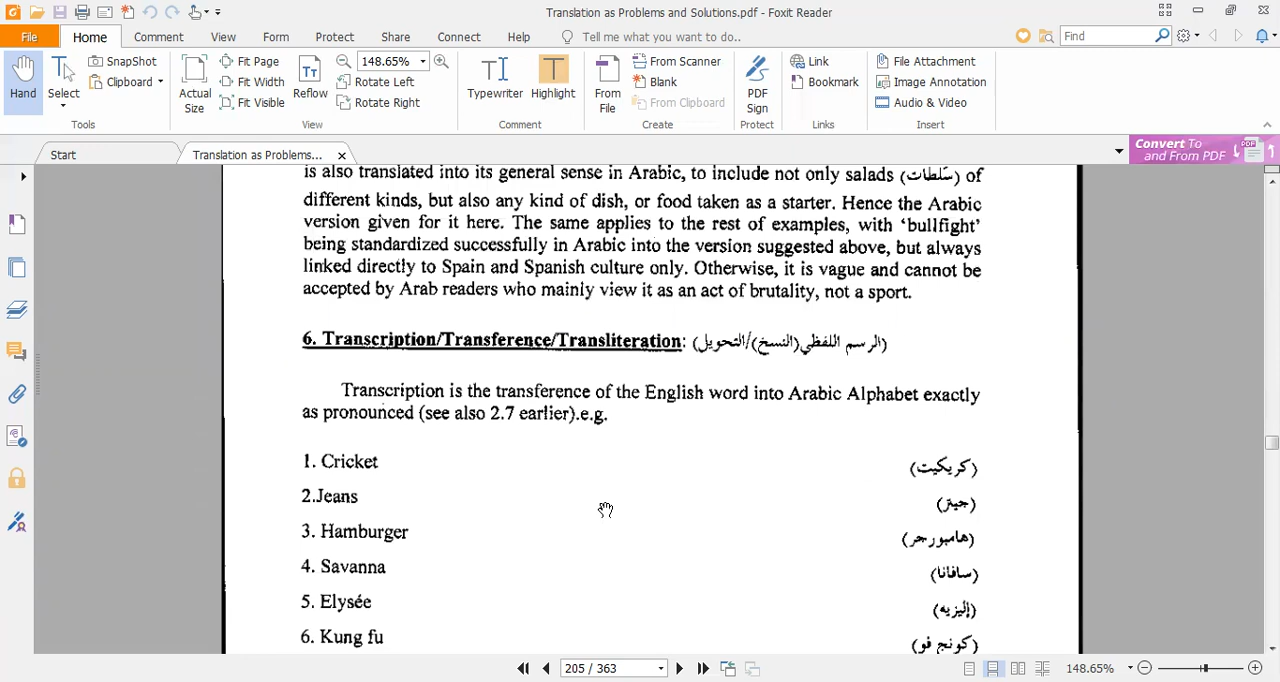 Translation as Problems and Solutions.pdf - Foxit Reader
File Home Comment View Form Protect Share Connect Help Tell me what you want to do.. Find
Hand
Select
SnapShot
Clipboard
Tools
Actual Size
Fit Page
Fit Width
Fit Visible
Reflow
148.65%
Rotate Left
Rotate Right
View
Typewriter
Highlight
Comment
From File
From Scanner
Blank
From Clipboard
Create
PDF Sign
Protect
Link
Bookmark
Links
File Attachment
Image Annotation
Audio & Video
Insert
Start
Translation as Problems...
Convert To
and From PDF
PDF
is also translated into its general sense in Arabic, to include not only salads (سَلطات) of
different kinds, but also any kind of dish, or food taken as a starter. Hence the Arabic
version given for it here. The same applies to the rest of examples, with ‘bullfight’
being standardized successfully in Arabic into the version suggested above, but always
linked directly to Spain and Spanish culture only. Otherwise, it is vague and cannot be
accepted by Arab readers who mainly view it as an act of brutality, not a sport.
6. Transcription/Transference/Transliteration: (الرسم اللفظي(النسخ)/التحويل)
Transcription is the transference of the English word into Arabic Alphabet exactly
as pronounced (see also 2.7 earlier).e.g.
1. Cricket (كريكيت)
2.Jeans (جينز)
3. Hamburger (هامبورجر)
4. Savanna (سافانا)
5. Elysée (إليزيه)
6. Kung fu (كونج فو)
205 / 363
148.65%